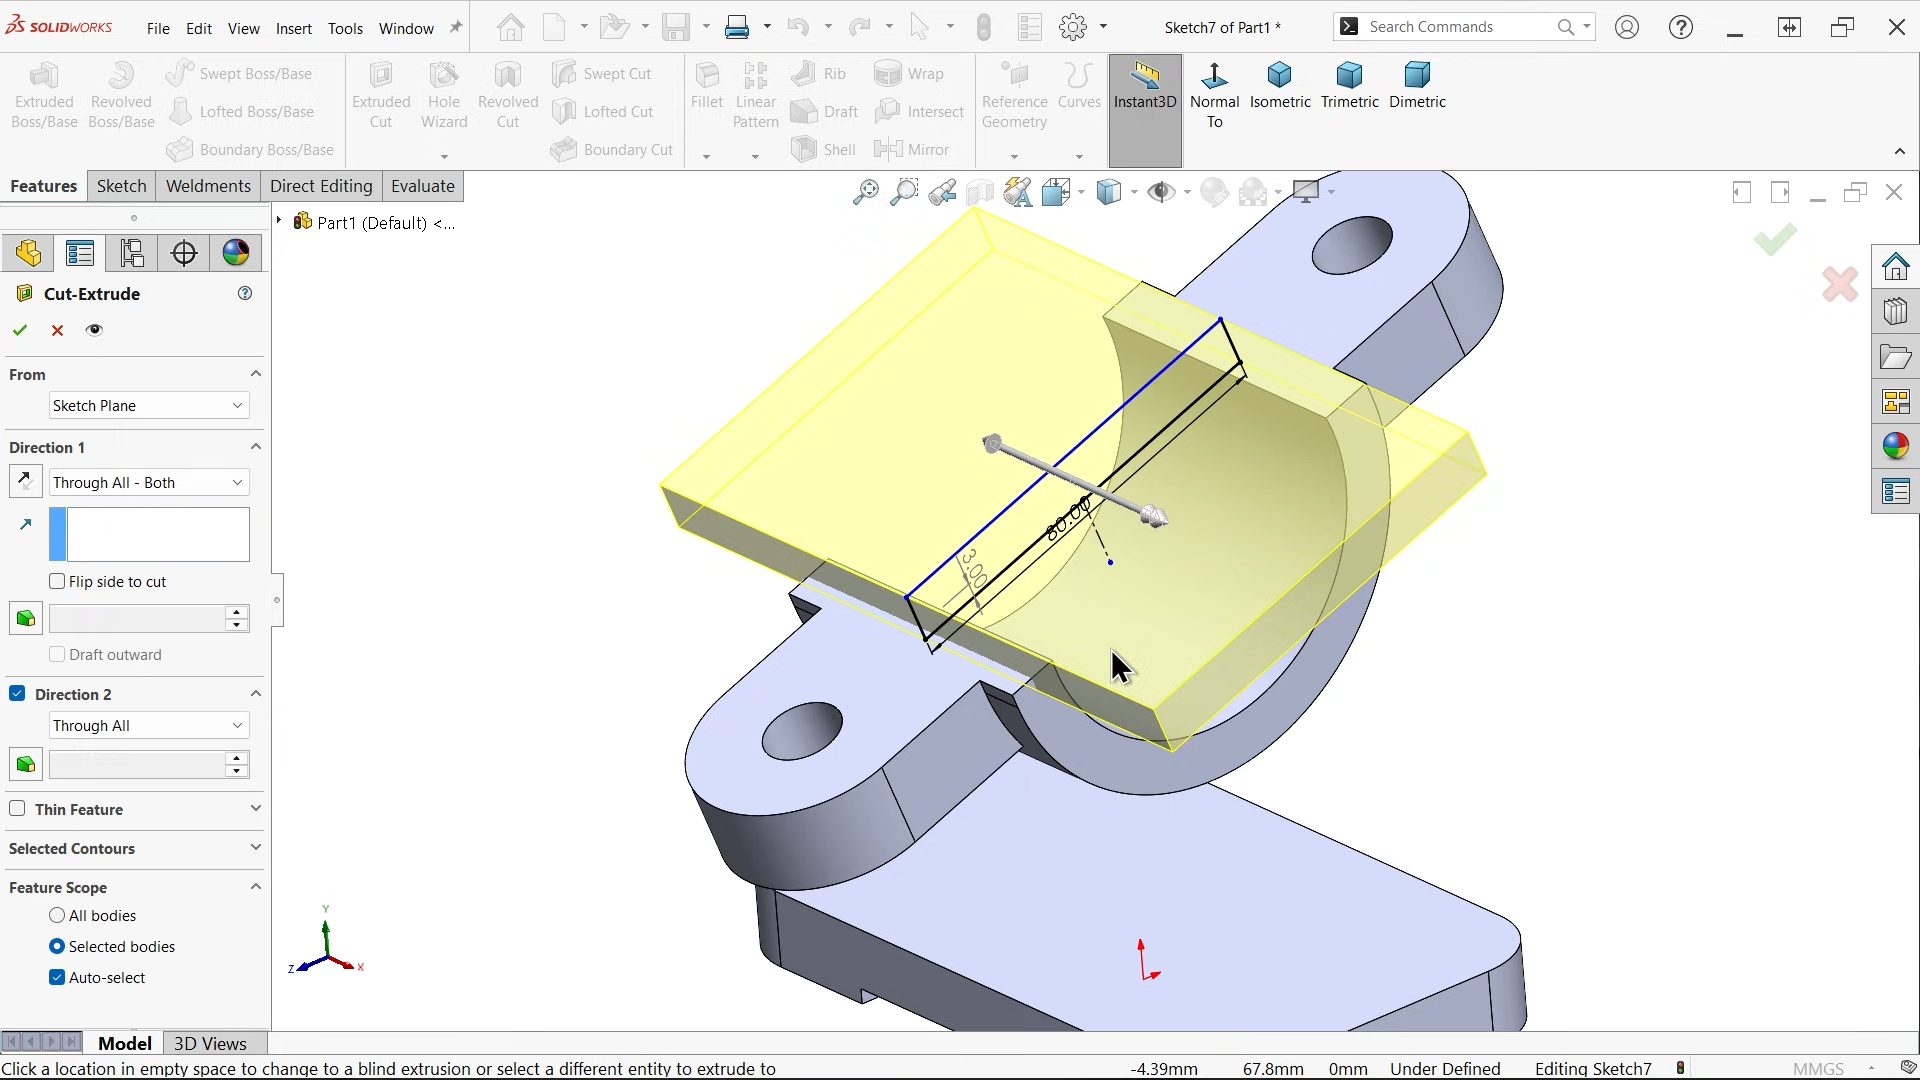 SOLIDWORKS File Edit View Insert Tools Window Sketch7 of Part1 * Search Commands
Extruded Boss/Base Revolved Boss/Base Swept Boss/Base Lofted Boss/Base Boundary Boss/Base
Extruded Cut Hole Wizard Revolved Cut Swept Cut Lofted Cut Boundary Cut
Fillet Linear Pattern Rib Draft Shell Wrap Intersect Mirror
Reference Geometry Curves Instant3D Normal To Isometric Trimetric Dimetric
Features Sketch Weldments Direct Editing Evaluate
Part1 (Default) <...
Cut-Extrude
From
Sketch Plane
Direction 1
Through All - Both
Flip side to cut
Draft outward
Direction 2
Through All
Thin Feature
Selected Contours
Feature Scope
All bodies
Selected bodies
Auto-select
80.00
3.00
Y
Z X
Model 3D Views
Click a location in empty space to change to a blind extrusion or select a different entity to extrude to -4.39mm 67.8mm 0mm Under Defined Editing Sketch7 MMGS